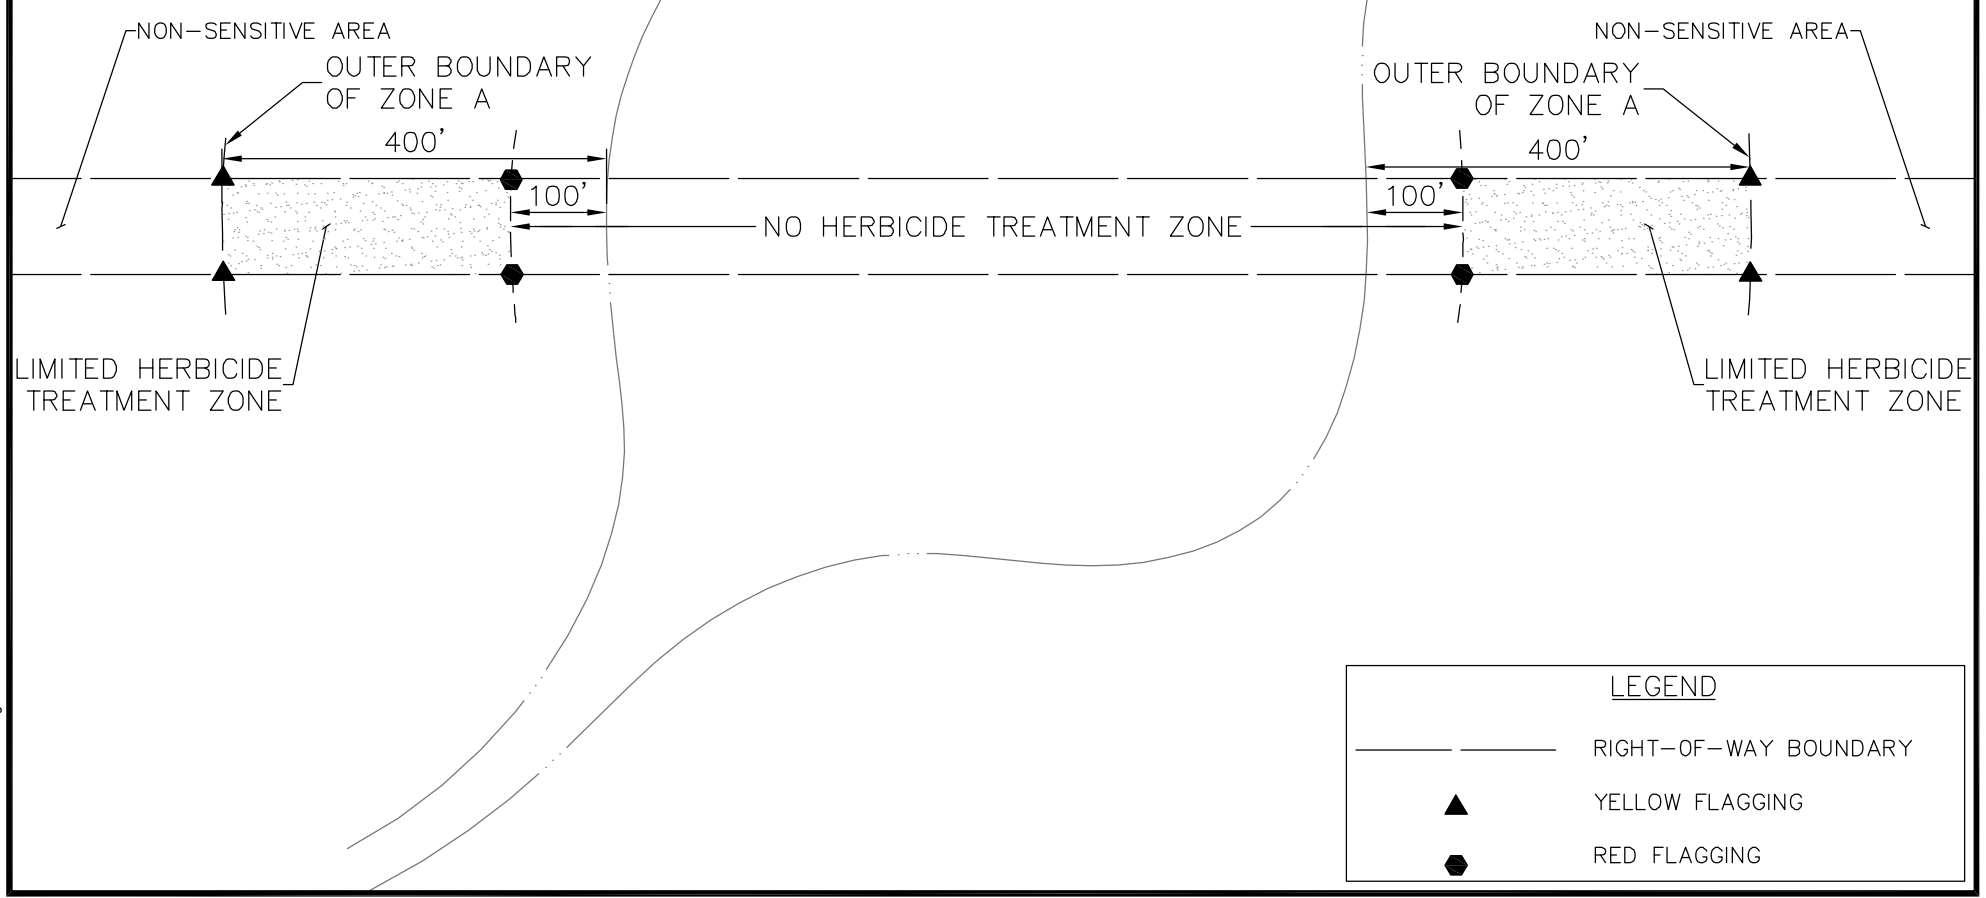 NON-SENSITIVE AREA
NON-SENSITIVE AREA
OUTER BOUNDARY
OF ZONE A
OUTER BOUNDARY
OF ZONE A
400'
400'
100'
100'
NO HERBICIDE TREATMENT ZONE
LIMITED HERBICIDE
TREATMENT ZONE
LIMITED HERBICIDE
TREATMENT ZONE
LEGEND
RIGHT-OF-WAY BOUNDARY
YELLOW FLAGGING
RED FLAGGING